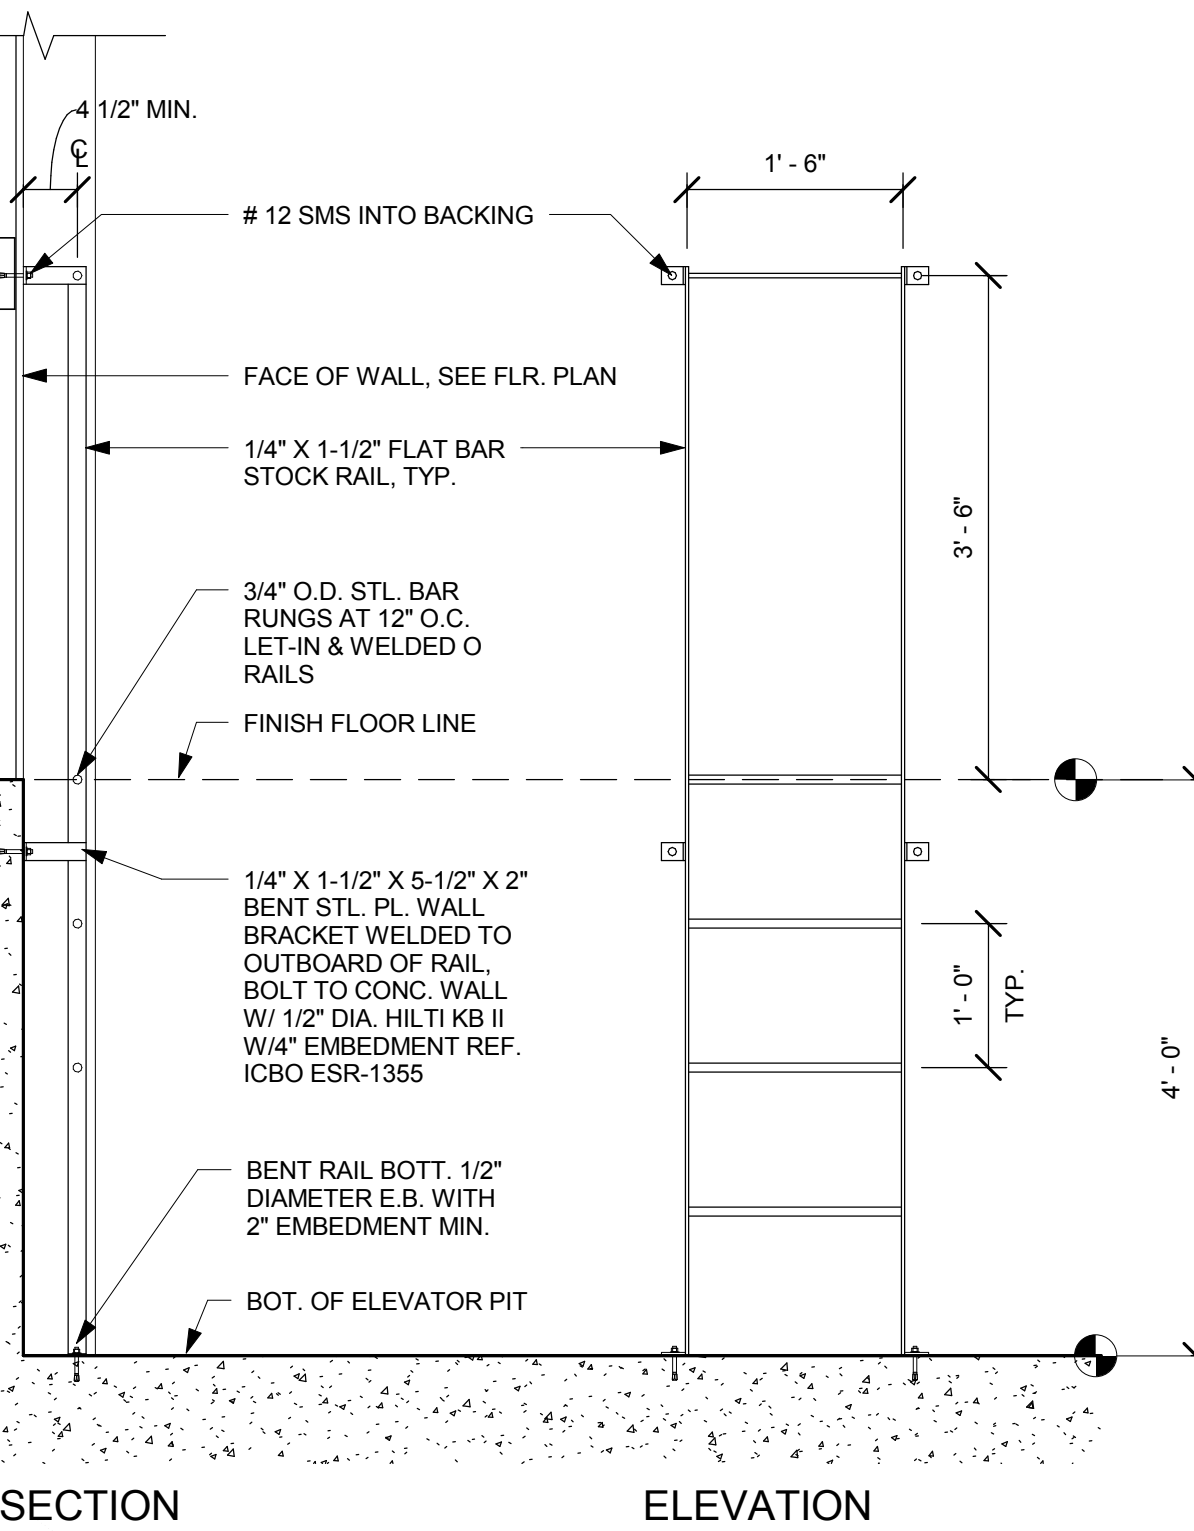 4 1/2" MIN.
℄
1' - 6"
# 12 SMS INTO BACKING
FACE OF WALL, SEE FLR. PLAN
1/4" X 1-1/2" FLAT BAR
STOCK RAIL, TYP.
3' - 6"
3/4" O.D. STL. BAR
RUNGS AT 12" O.C.
LET-IN & WELDED O
RAILS
FINISH FLOOR LINE
1/4" X 1-1/2" X 5-1/2" X 2"
BENT STL. PL. WALL
BRACKET WELDED TO
OUTBOARD OF RAIL,
BOLT TO CONC. WALL
W/ 1/2" DIA. HILTI KB II
W/4" EMBEDMENT REF.
ICBO ESR-1355
1' - 0"
TYP.
4' - 0"
BENT RAIL BOTT. 1/2"
DIAMETER E.B. WITH
2" EMBEDMENT MIN.
BOT. OF ELEVATOR PIT
SECTION
ELEVATION